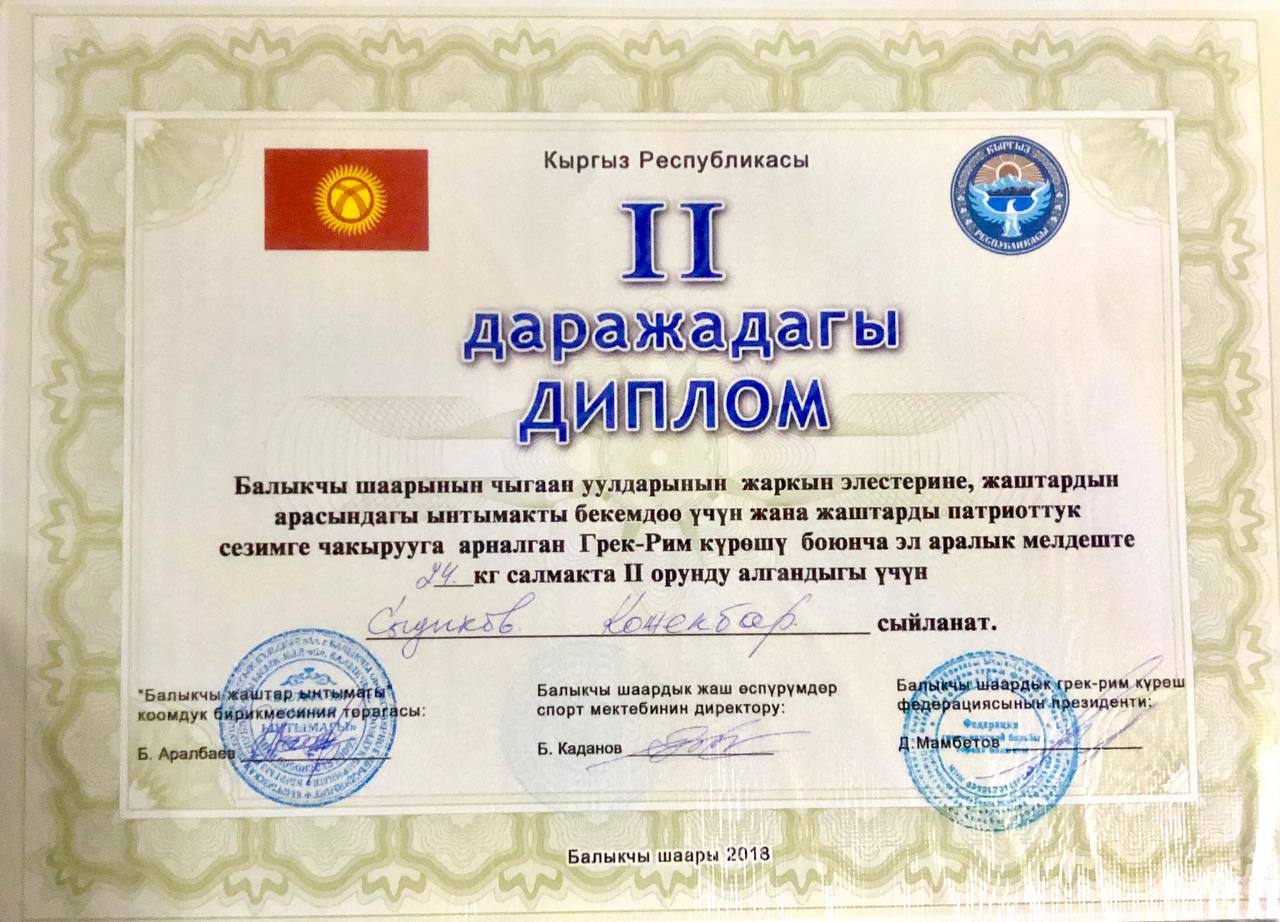 Кыргыз Республикасы
КЫРГЫЗ
РЕСПУБЛИКАСЫ
II
даражадагы
ДИПЛОМ
Балыкчы шаарынын чыгаан уулдарынын жаркын элестерине, жаштардын
арасындагы ынтымакты бекемдөө үчүн жана жаштарды патриоттук
сезимге чакырууга арналган Грек-Рим күрөшү боюнча эл аралык мелдеште
24. кг салмакта II орунду алгандыгы үчүн
Сыдиков Кожекбар. сыйланат.
"Балыкчы жаштар ынтымагы"
коомдук бирикмесинин төрагасы:
Б. Аралбаев
Балыкчы шаардык жаш өспүрүмдөр
спорт мектебинин директору:
Б. Каданов
Балыкчы шаардык грек-рим күрөш
федерациясынын президенти:
Д.Мамбетов
Федерация
Балыкчы шаары 2018